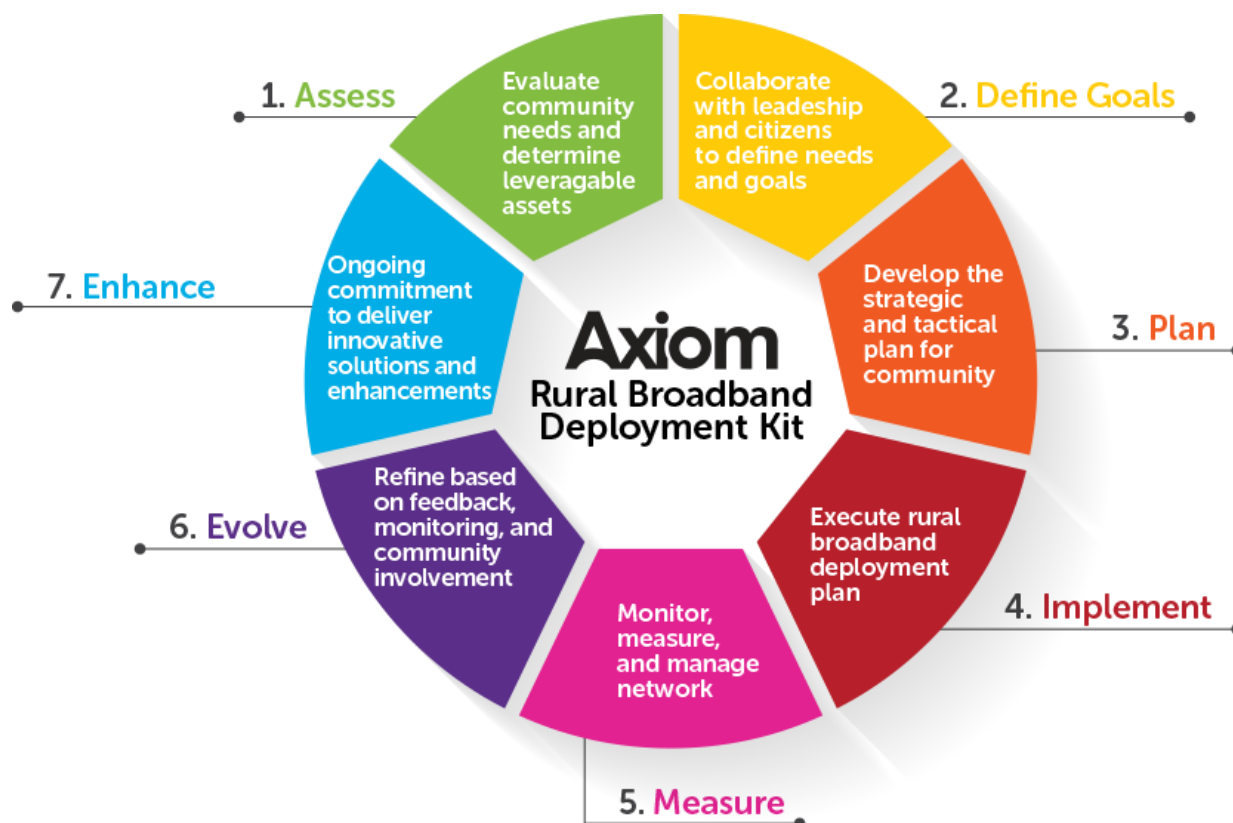 1. Assess
Evaluate
community
needs and
determine
leveragable
assets
2. Define Goals
Collaborate
with leadeship
and citizens
to define needs
and goals
3. Plan
Develop the
strategic
and tactical
plan for
community
4. Implement
Execute rural
broadband
deployment
plan
5. Measure
Monitor,
measure,
and manage
network
6. Evolve
Refine based
on feedback,
monitoring, and
community
involvement
7. Enhance
Ongoing
commitment
to deliver
innovative
solutions and
enhancements
Axiom
Rural Broadband
Deployment Kit